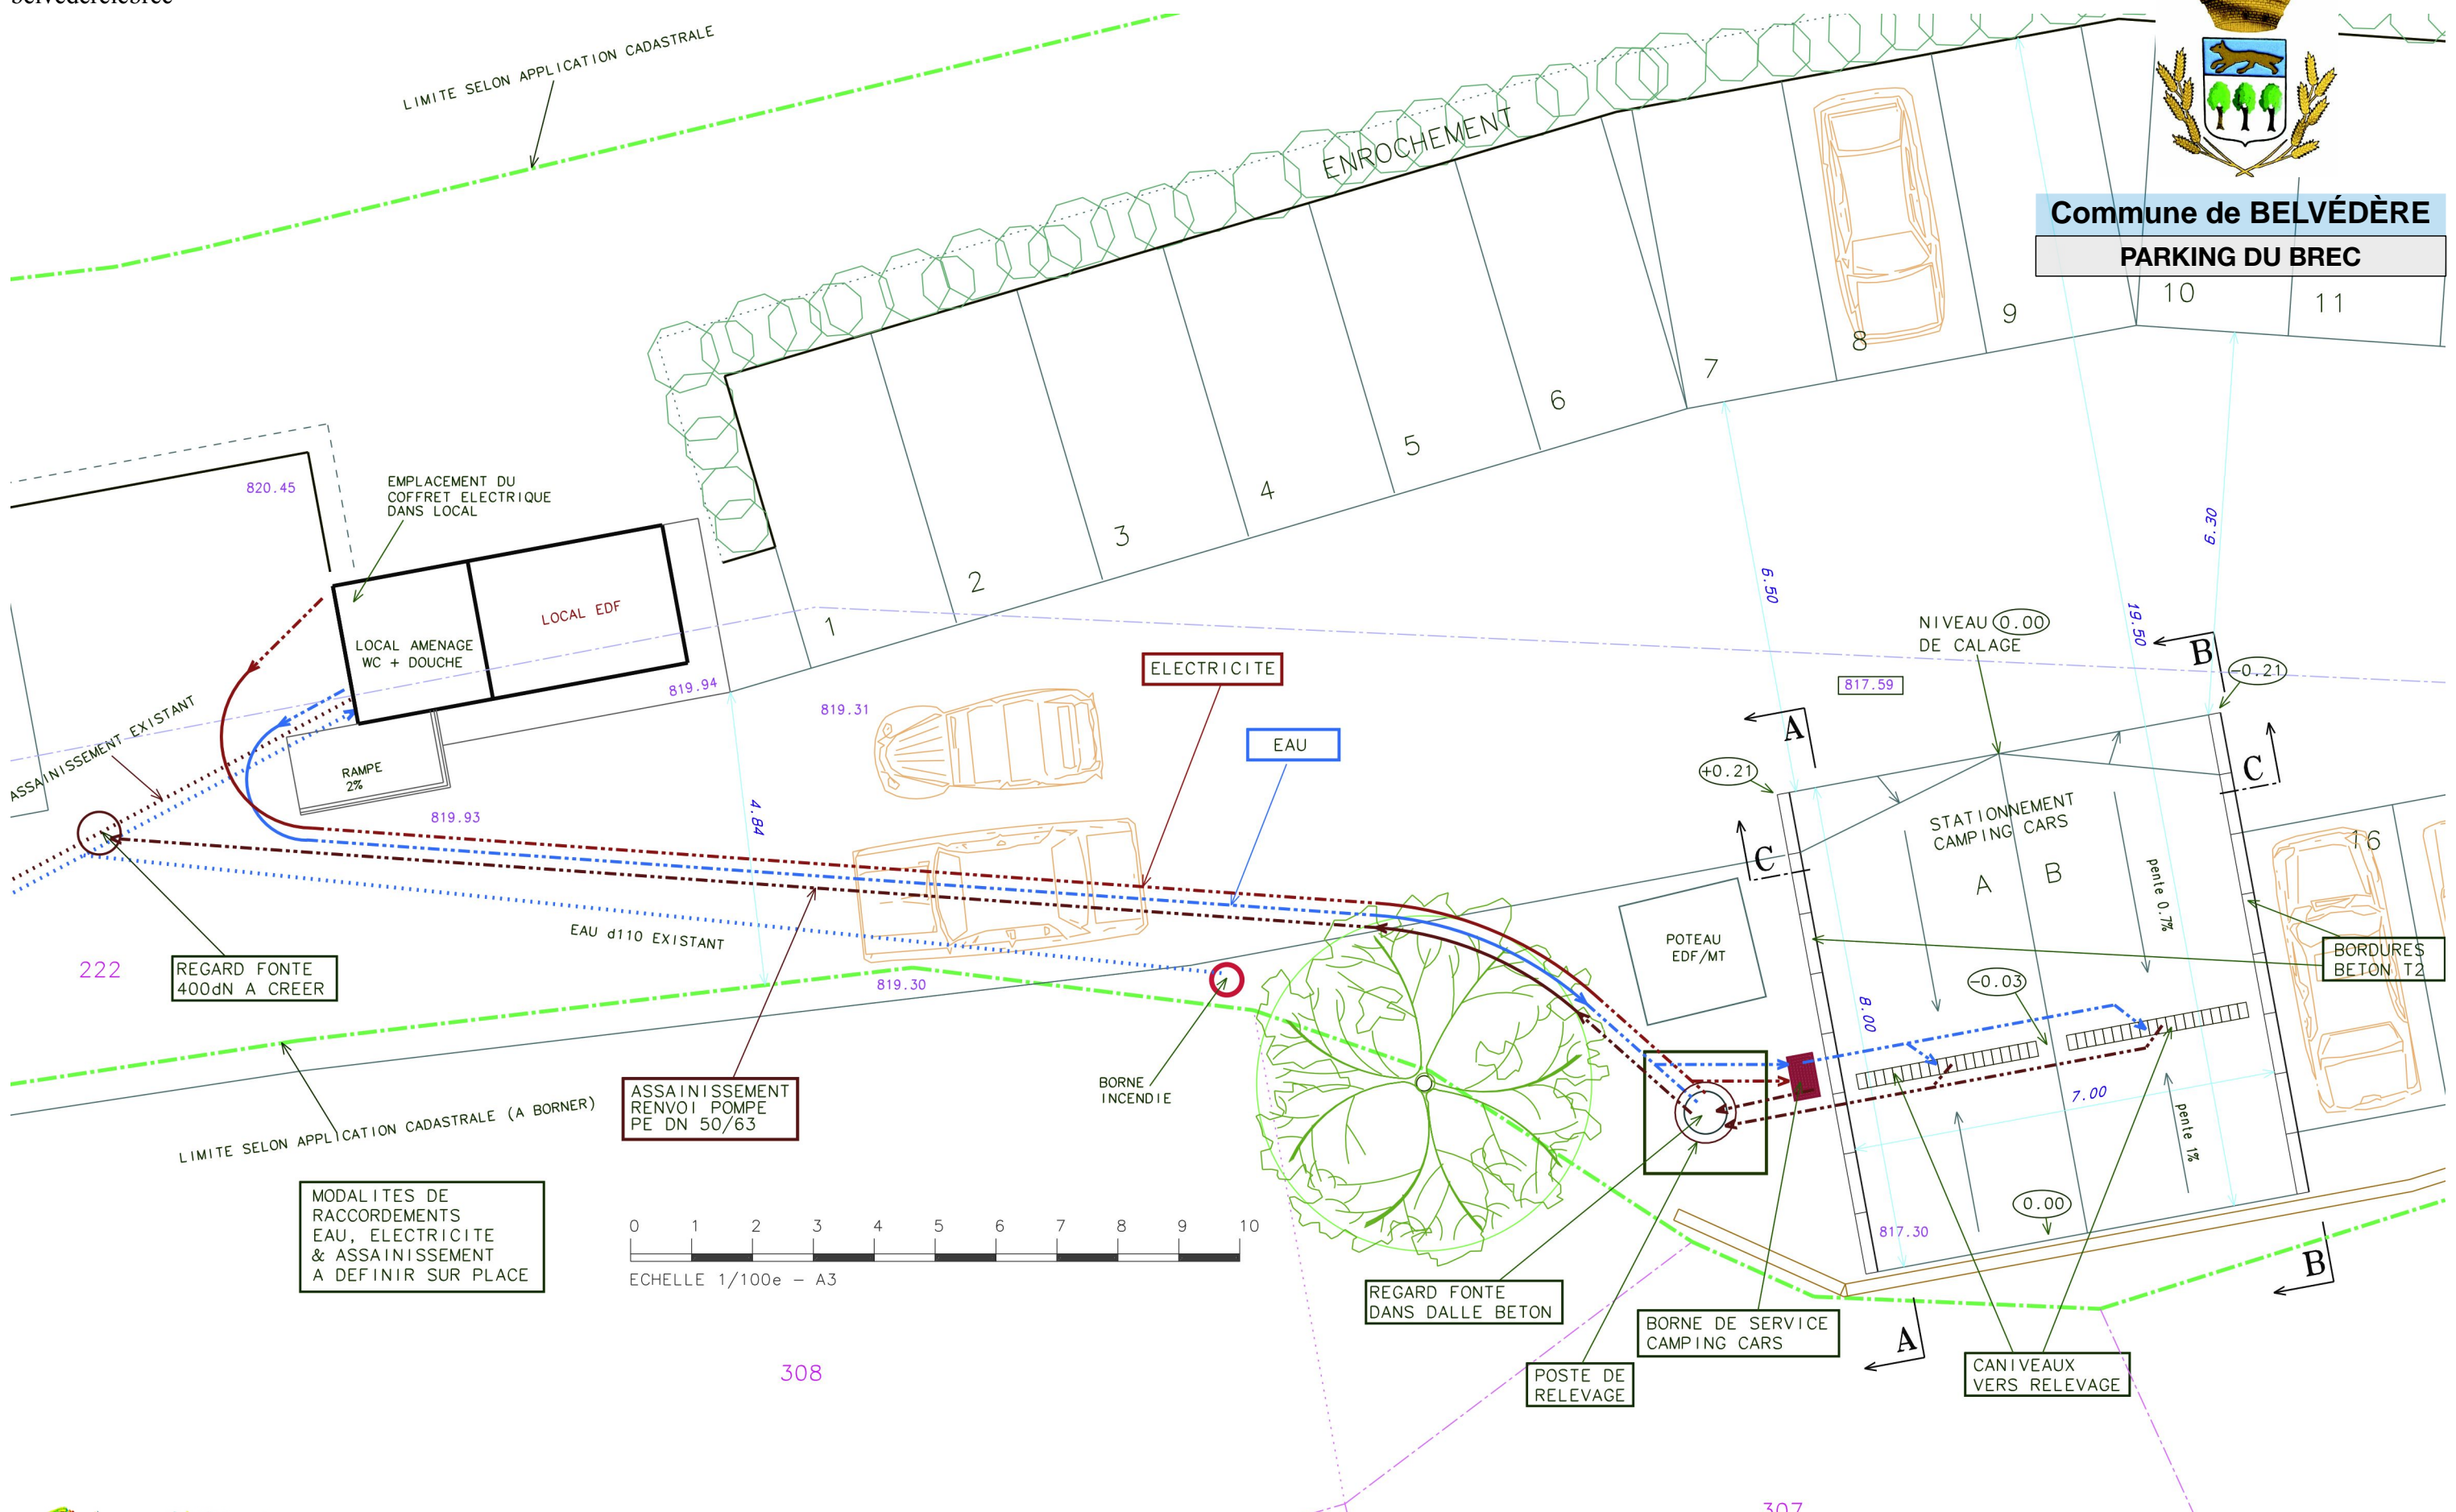 LIMITE SELON APPLICATION CADASTRALE
ENROCHEMENT
Commune de BELVÉDÈRE
PARKING DU BREC
10
11
9
8
7
6
5
4
3
2
1
820.45
EMPLACEMENT DU
COFFRET ELECTRIQUE
DANS LOCAL
LOCAL EDF
LOCAL AMENAGE
WC + DOUCHE
819.94
819.31
ASSAINISSEMENT EXISTANT
RAMPE
2%
819.93
4.84
ELECTRICITE
EAU
6.50
6.30
19.50
NIVEAU 0.00
DE CALAGE
817.59
B
-0.21
A
+0.21
C
C
STATIONNEMENT
CAMPING CARS
A
B
pente 0.7%
16
POTEAU
EDF/MT
BORDURES
BETON T2
-0.03
8.00
7.00
pente 1%
0.00
817.30
EAU d110 EXISTANT
222
REGARD FONTE
400dN A CREER
819.30
BORNE
INCENDIE
ASSAINISSEMENT
RENVOI POMPE
PE DN 50/63
LIMITE SELON APPLICATION CADASTRALE (A BORNER)
MODALITES DE
RACCORDEMENTS
EAU, ELECTRICITE
& ASSAINISSEMENT
A DEFINIR SUR PLACE
0 1 2 3 4 5 6 7 8 9 10
ECHELLE 1/100e - A3
REGARD FONTE
DANS DALLE BETON
BORNE DE SERVICE
CAMPING CARS
POSTE DE
RELEVAGE
CANIVEAUX
VERS RELEVAGE
A
B
308
307